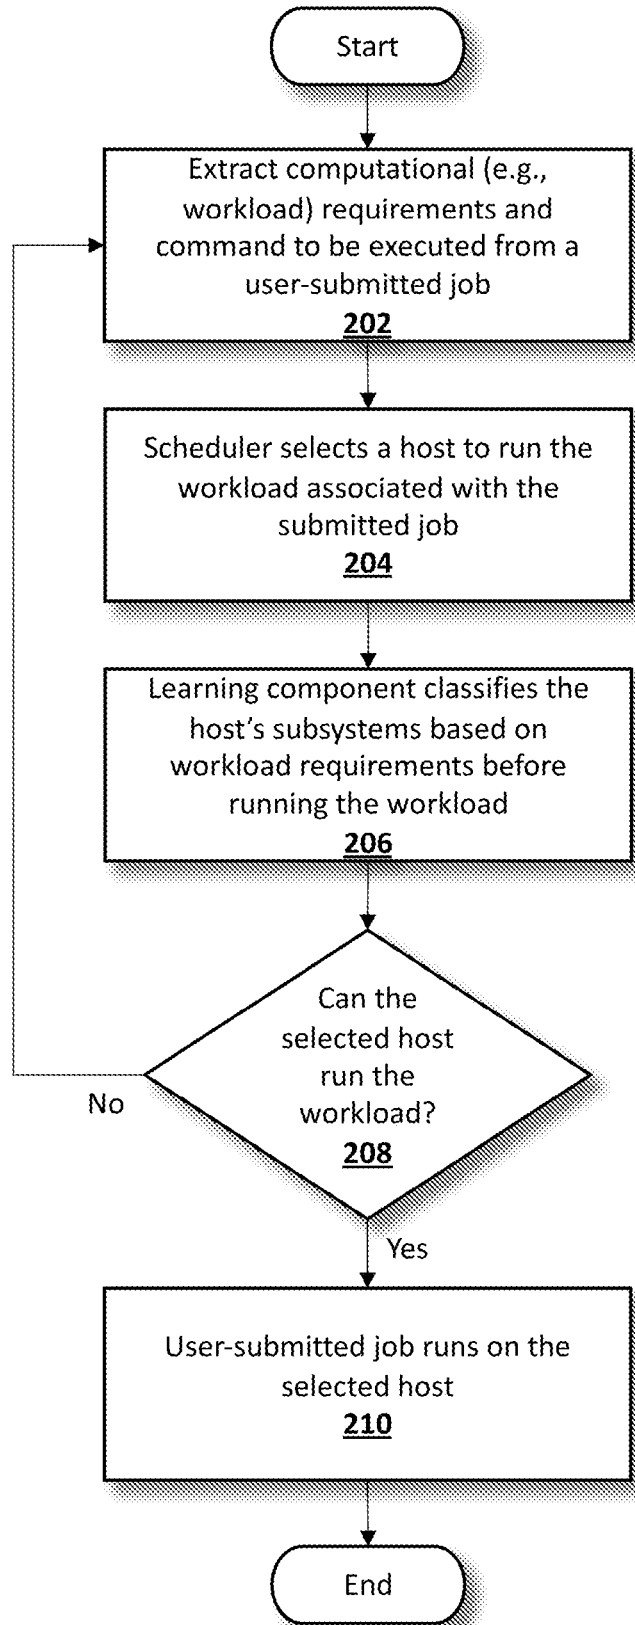 Start
Extract computational (e.g.,
workload) requirements and
command to be executed from a
user-submitted job
202
Scheduler selects a host to run the
workload associated with the
submitted job
204
Learning component classifies the
host's subsystems based on
workload requirements before
running the workload
206
Can the
selected host
run the
workload?
208
No
Yes
User-submitted job runs on the
selected host
210
End